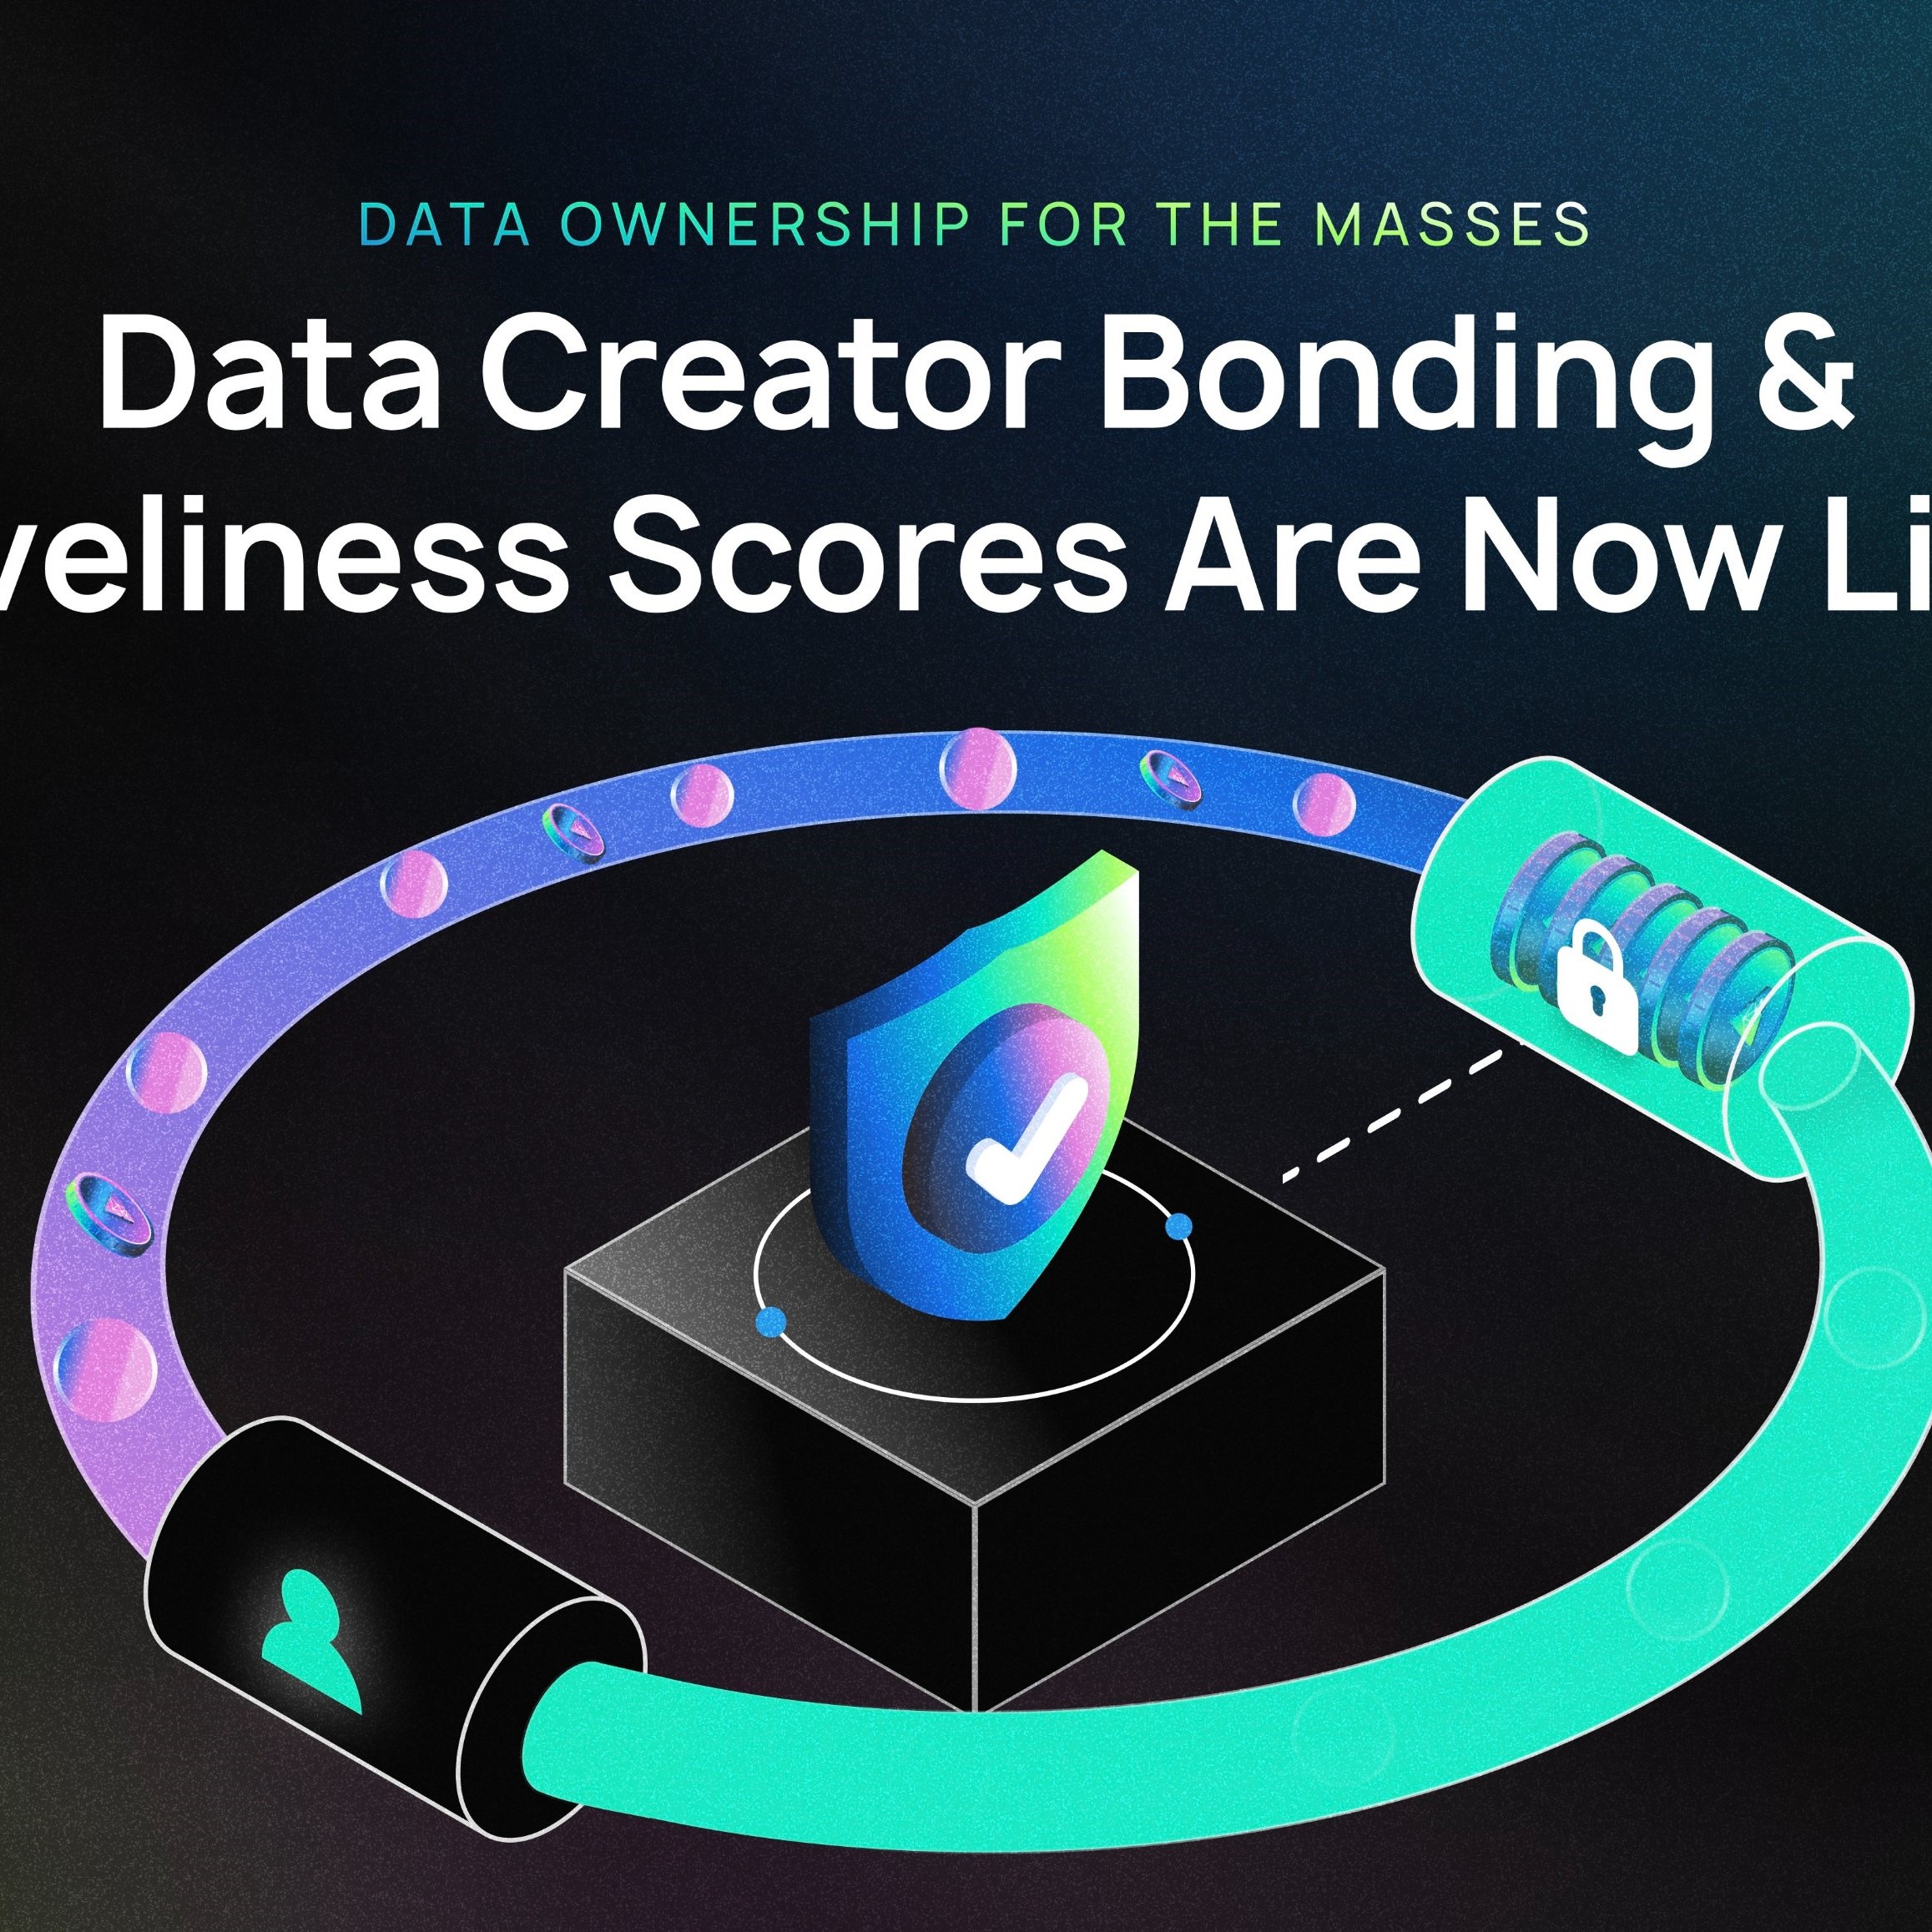 DATA OWNERSHIP FOR THE MASSES
Data Creator Bonding &
veliness Scores Are Now Li